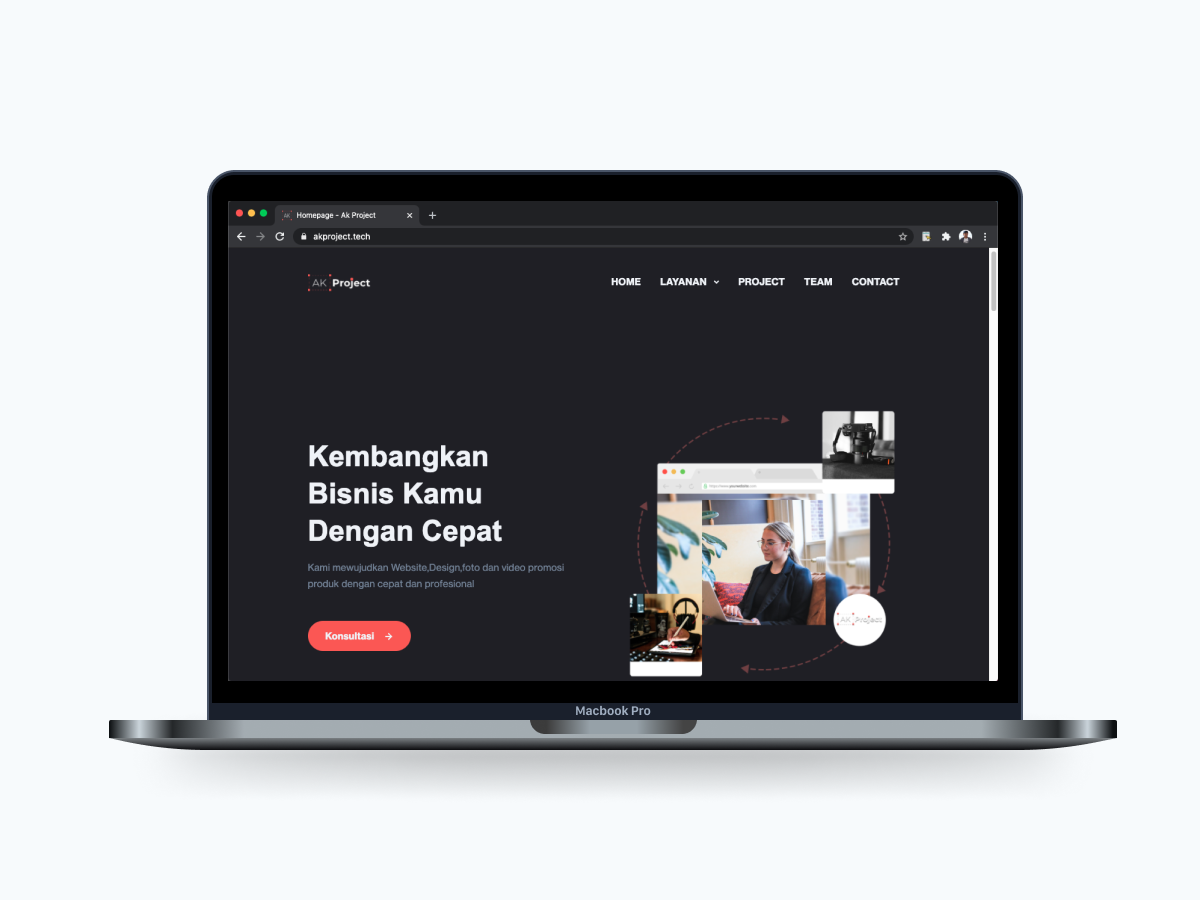 AK Homepage - Ak Project
akproject.tech
AK Project
HOME LAYANAN PROJECT TEAM CONTACT
Kembangkan
Bisnis Kamu
Dengan Cepat
Kami mewujudkan Website,Design,foto dan video promosi
produk dengan cepat dan profesional
Konsultasi
AK Project
Macbook Pro